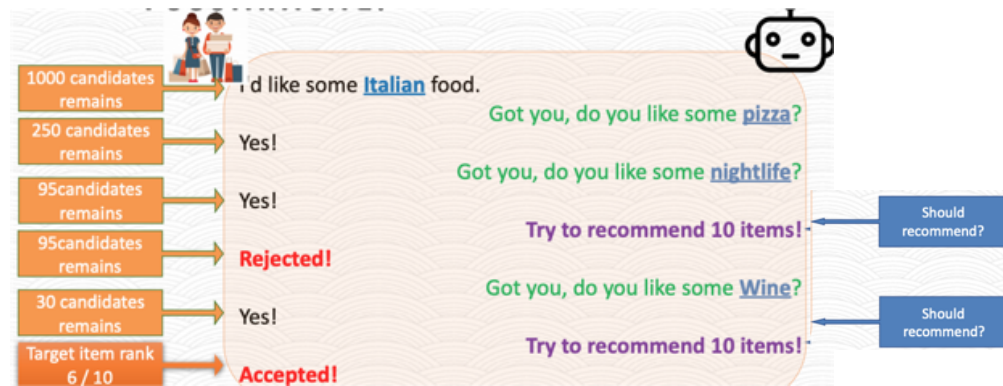 1000 candidates
remains
I'd like some Italian food.
Got you, do you like some pizza?
250 candidates
remains
Yes!
Got you, do you like some nightlife?
95candidates
remains
Yes!
Try to recommend 10 items!
Should
recommend?
95candidates
remains
Rejected!
Got you, do you like some Wine?
30 candidates
remains
Yes!
Try to recommend 10 items!
Should
recommend?
Target item rank
6 / 10
Accepted!